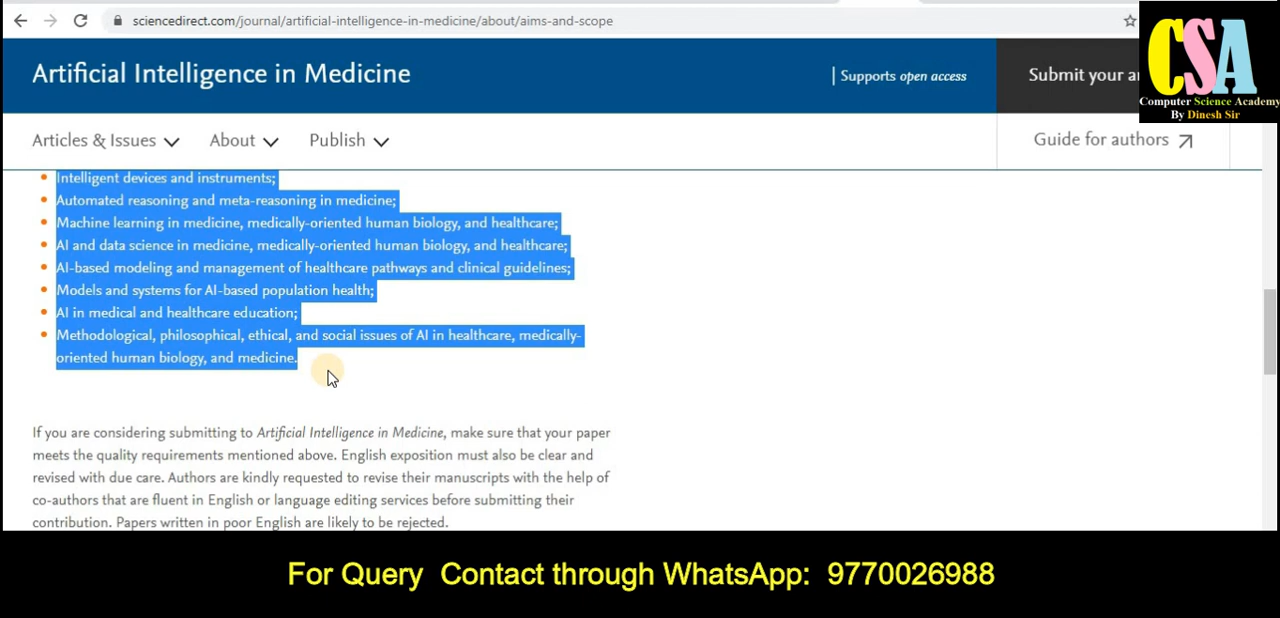 sciencedirect.com/journal/artificial-intelligence-in-medicine/about/aims-and-scope
CSA
Computer Science Academy
By Dinesh Sir
Artificial Intelligence in Medicine
Supports open access
Submit your
Articles & Issues
About
Publish
Guide for authors
Intelligent devices and instruments;
Automated reasoning and meta-reasoning in medicine;
Machine learning in medicine, medically-oriented human biology, and healthcare;
AI and data science in medicine, medically-oriented human biology, and healthcare;
AI-based modeling and management of healthcare pathways and clinical guidelines;
Models and systems for AI-based population health;
AI in medical and healthcare education;
Methodological, philosophical, ethical, and social issues of AI in healthcare, medically-
oriented human biology, and medicine.
If you are considering submitting to Artificial Intelligence in Medicine, make sure that your paper
meets the quality requirements mentioned above. English exposition must also be clear and
revised with due care. Authors are kindly requested to revise their manuscripts with the help of
co-authors that are fluent in English or language editing services before submitting their
contribution. Papers written in poor English are likely to be rejected.
For Query Contact through WhatsApp: 9770026988